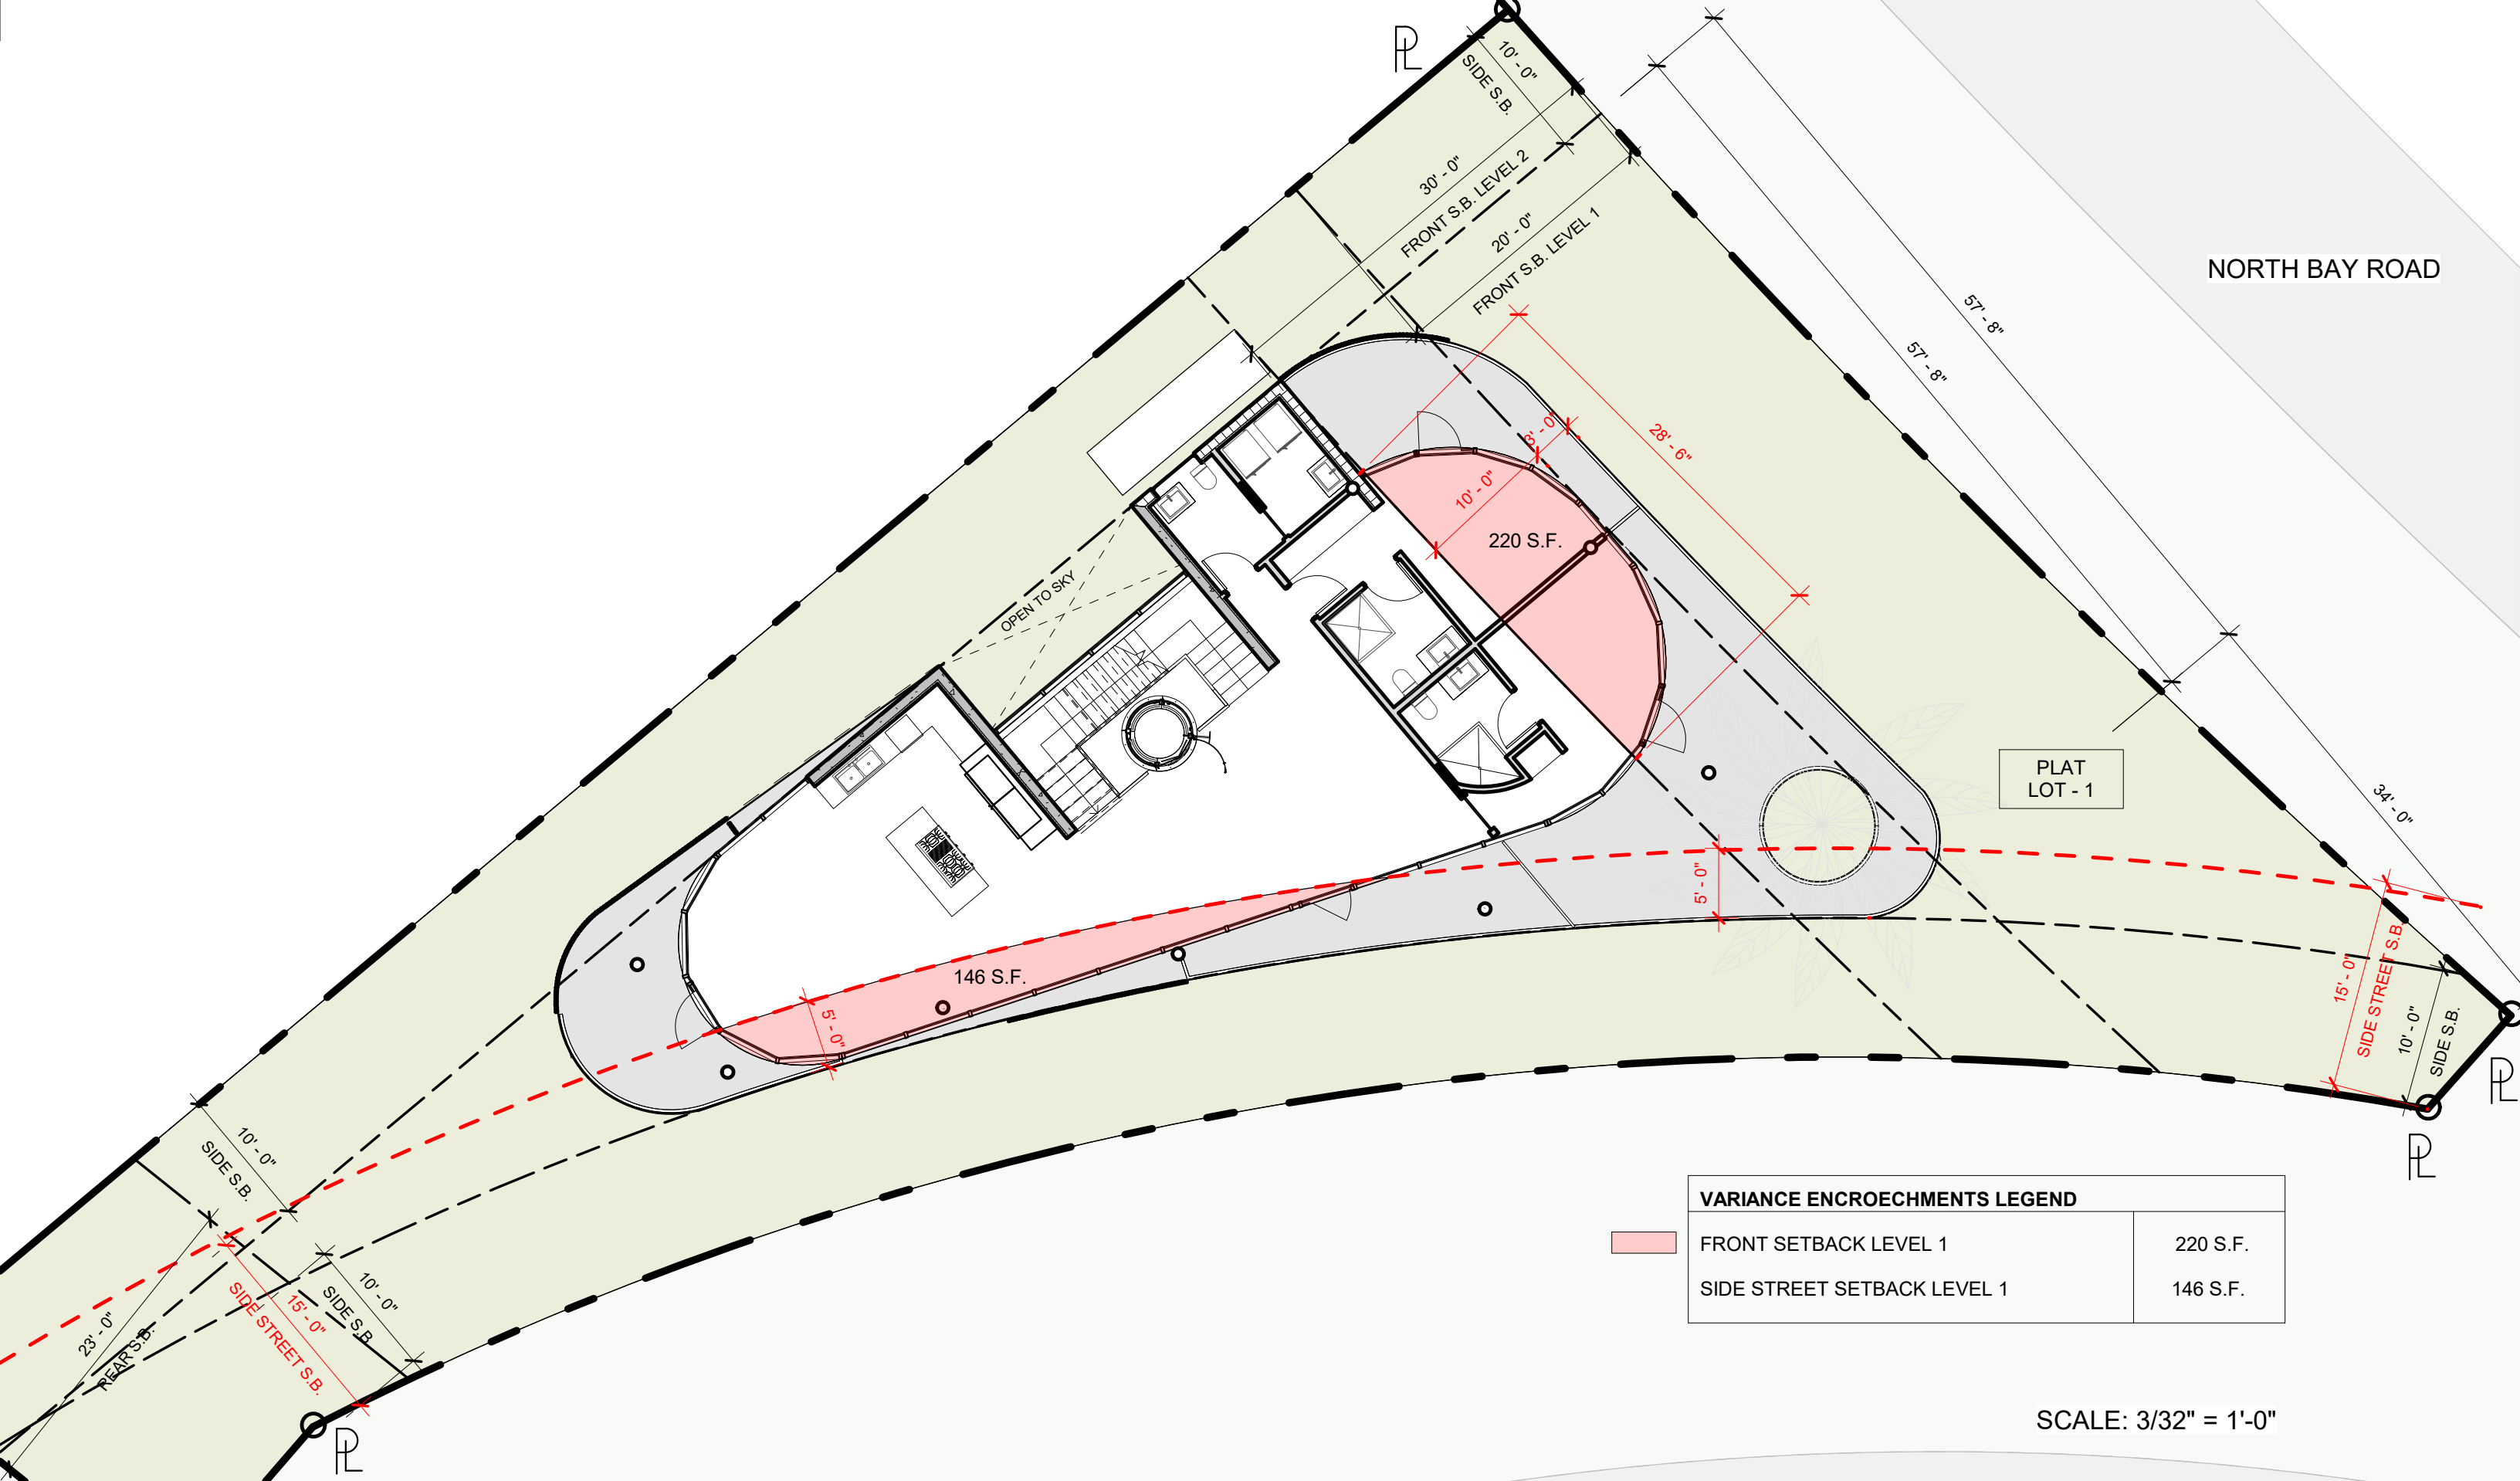 PL
10' - 0"
SIDE S.B.
30' - 0"
FRONT S.B. LEVEL 2
20' - 0"
FRONT S.B. LEVEL 1
NORTH BAY ROAD
57' - 8"
57' - 8"
28' - 6"
3' - 0"
10' - 0"
220 S.F.
OPEN TO SKY
PLAT
LOT - 1
34' - 0"
5' - 0"
146 S.F.
5' - 0"
15' - 0"
SIDE STREET S.B.
10' - 0"
SIDE S.B.
PL
PL
10' - 0"
SIDE S.B.
10' - 0"
SIDE S.B.
15' - 0"
SIDE STREET S.B.
23' - 0"
REAR S.B.
PL
VARIANCE ENCROECHMENTS LEGEND
FRONT SETBACK LEVEL 1 220 S.F.
SIDE STREET SETBACK LEVEL 1 146 S.F.
SCALE: 3/32" = 1'-0"